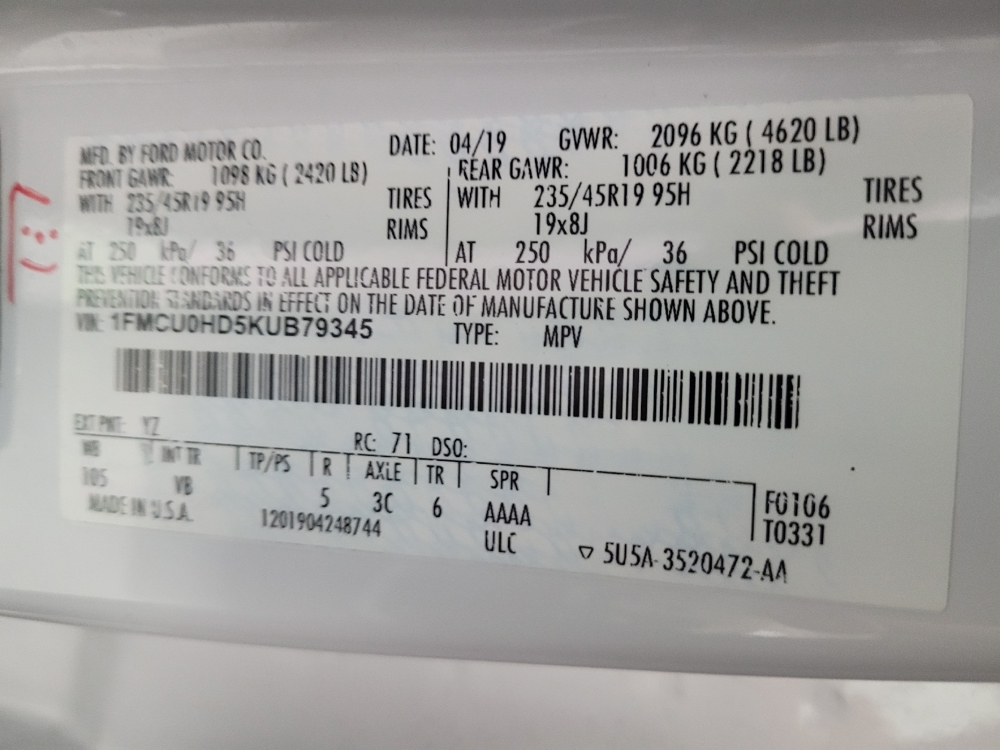 MFD. BY FORD MOTOR CO. DATE: 04/19 GVWR: 2096 KG ( 4620 LB)
FRONT GAWR: 1098 KG ( 2420 LB) REAR GAWR: 1006 KG ( 2218 LB)
WITH 235/45R19 95H TIRES WITH 235/45R19 95H TIRES
19x8J RIMS 19x8J RIMS
AT 250 kPa/ 36 PSI COLD AT 250 kPa/ 36 PSI COLD
THIS VEHICLE CONFORMS TO ALL APPLICABLE FEDERAL MOTOR VEHICLE SAFETY AND THEFT
PREVENTION STANDARDS IN EFFECT ON THE DATE OF MANUFACTURE SHOWN ABOVE.
VIN: 1FMCU0HD5KUB79345 TYPE: MPV
EXT PNT: YZ RC: 71 DSO:
WB INT TR TP/PS R AXLE TR SPR
105 VB 5 3C 6 AAAA F0106
MADE IN U.S.A. 1201904248744 ULC T0331
▽ 5U5A-3520472-AA